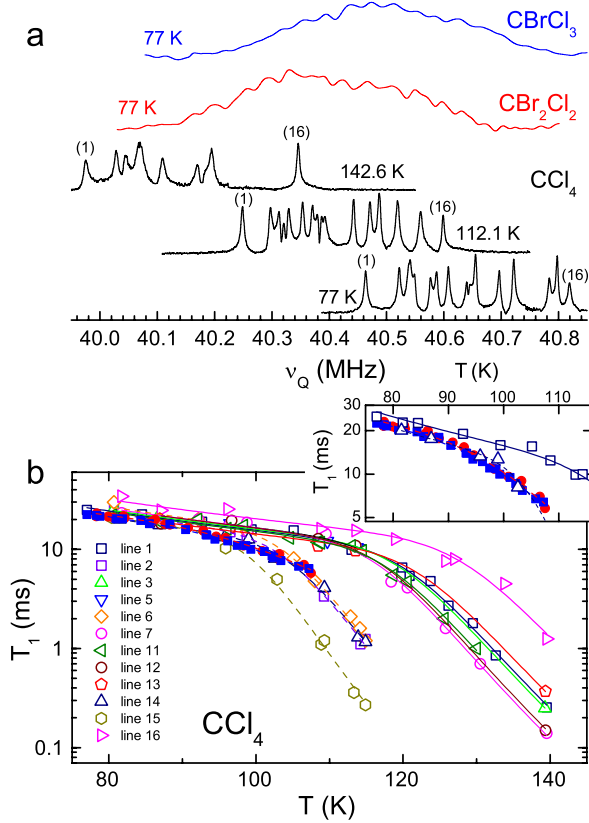 a
CBrCl3
77 K
CBr2Cl2
77 K
(1)
(16)
142.6 K
CCl4
(1)
(16)
112.1 K
(1)
(16)
77 K
40.0 40.1 40.2 40.3 40.4 40.5 40.6 40.7 40.8
νQ (MHz)
T (K)
80 90 100 110
30
20
10
5
T1 (ms)
b
10
1
0.1
T1 (ms)
line 1
line 2
line 3
line 5
line 6
line 7
line 11
line 12
line 13
line 14
line 15
line 16
CCl4
80 100 120 140
T (K)